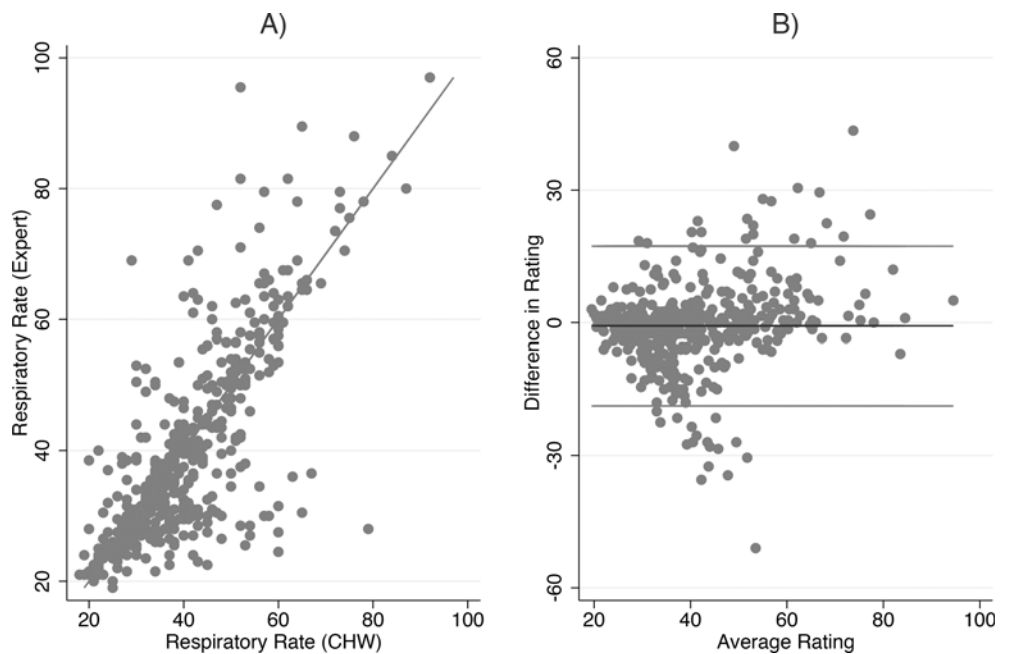 A)
Respiratory Rate (Expert)
100
80
60
40
20
20 40 60 80 100
Respiratory Rate (CHW)
B)
Difference in Rating
60
30
0
-30
-60
20 40 60 80 100
Average Rating